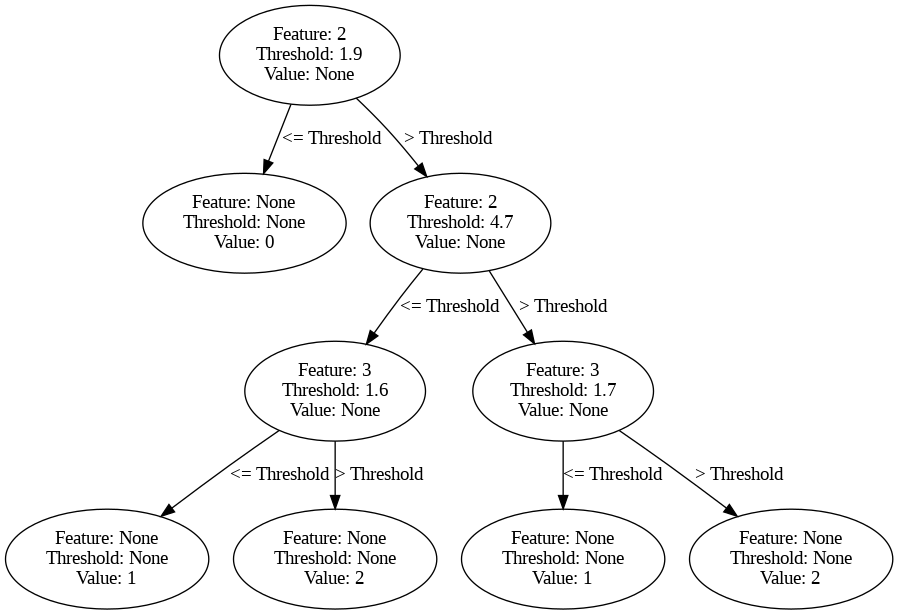 Feature: 2
Threshold: 1.9
Value: None
<= Threshold
> Threshold
Feature: None
Threshold: None
Value: 0
Feature: 2
Threshold: 4.7
Value: None
<= Threshold
> Threshold
Feature: 3
Threshold: 1.6
Value: None
Feature: 3
Threshold: 1.7
Value: None
<= Threshold
> Threshold
<= Threshold
> Threshold
Feature: None
Threshold: None
Value: 1
Feature: None
Threshold: None
Value: 2
Feature: None
Threshold: None
Value: 1
Feature: None
Threshold: None
Value: 2